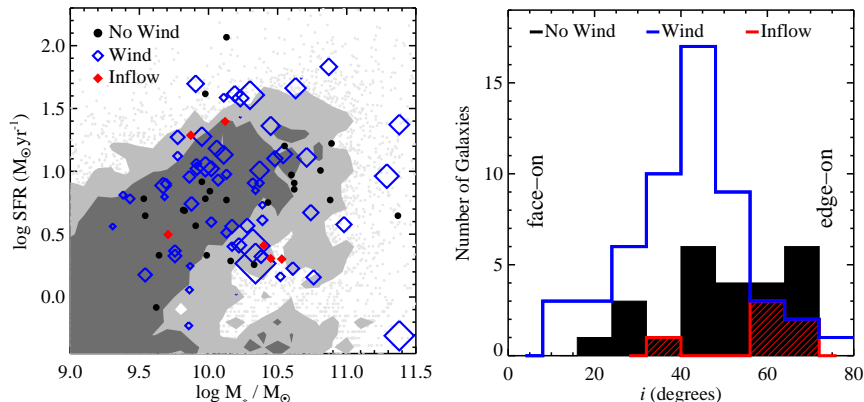 No Wind
Wind
Inflow
log SFR (M⊙yr⁻¹)
2.0
1.5
1.0
0.5
0.0
9.0 9.5 10.0 10.5 11.0 11.5
log M* / M⊙
No Wind Wind Inflow
Number of Galaxies
15
10
5
0
face−on
edge−on
0 20 40 60 80
i (degrees)